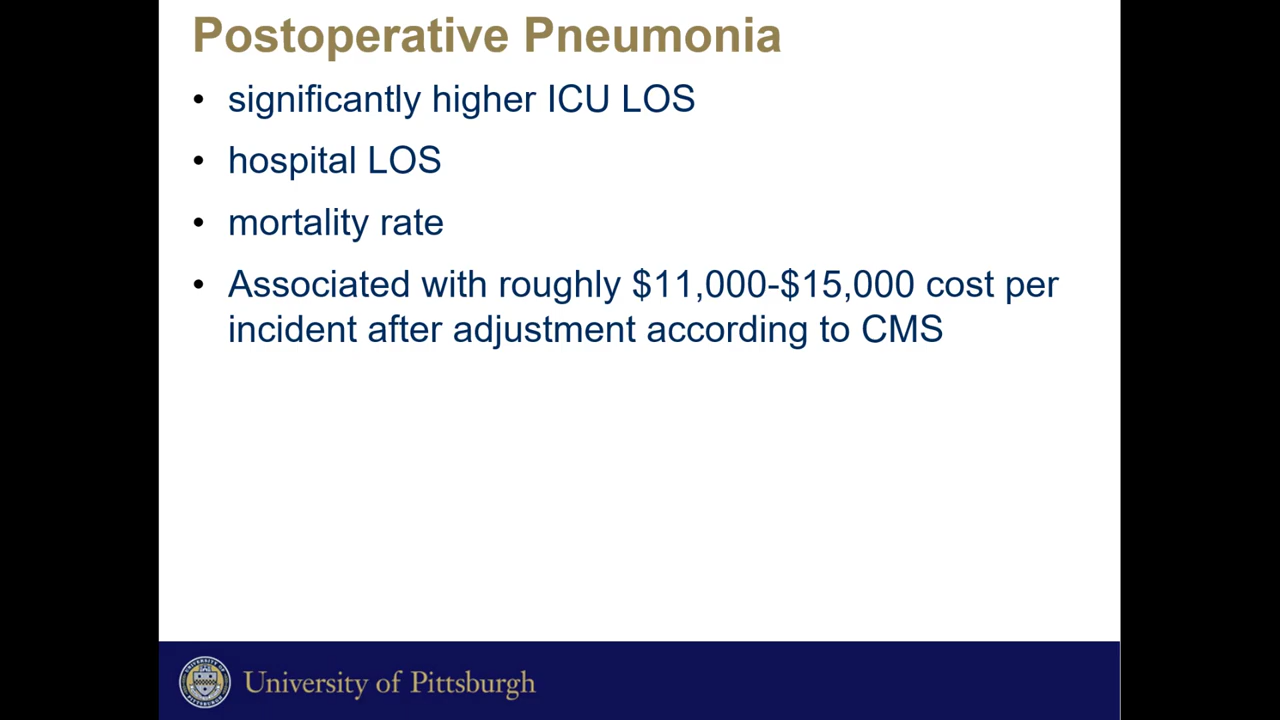 Postoperative Pneumonia
• significantly higher ICU LOS
• hospital LOS
• mortality rate
• Associated with roughly $11,000-$15,000 cost per
incident after adjustment according to CMS
University of Pittsburgh